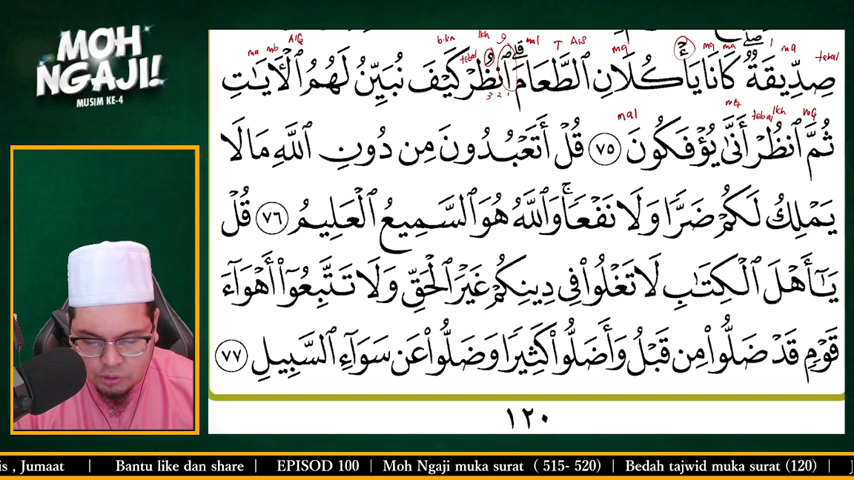 MOH
NGAJI!
MUSIM KE-4
صِدِّيقَةٌ كَانَا يَأْكُلَانِ الطَّعَامَ ٱنظُرْ كَيْفَ نُبَيِّنُ لَهُمُ ٱلْأَيَٰتِ
ثُمَّ ٱنظُرْ أَنَّىٰ يُؤْفَكُونَ ٧٥ قُلْ أَتَعْبُدُونَ مِن دُونِ ٱللَّهِ مَا لَا
يَمْلِكُ لَكُمْ ضَرًّا وَلَا نَفْعًا ۚ وَٱللَّهُ هُوَ ٱلسَّمِيعُ ٱلْعَلِيمُ ٧٦ قُلْ
يَٰٓأَهْلَ ٱلْكِتَٰبِ لَا تَغْلُوا۟ فِى دِينِكُمْ غَيْرَ ٱلْحَقِّ وَلَا تَتَّبِعُوٓا۟ أَهْوَآءَ
قَوْمٍ قَدْ ضَلُّوا۟ مِن قَبْلُ وَأَضَلُّوا۟ كَثِيرًا وَضَلُّوا۟ عَن سَوَآءِ ٱلسَّبِيلِ ٧٧
١٢٠
is , Jumaat | Bantu like dan share | EPISOD 100 | Moh Ngaji muka surat ( 515- 520) | Bedah tajwid muka surat (120) |